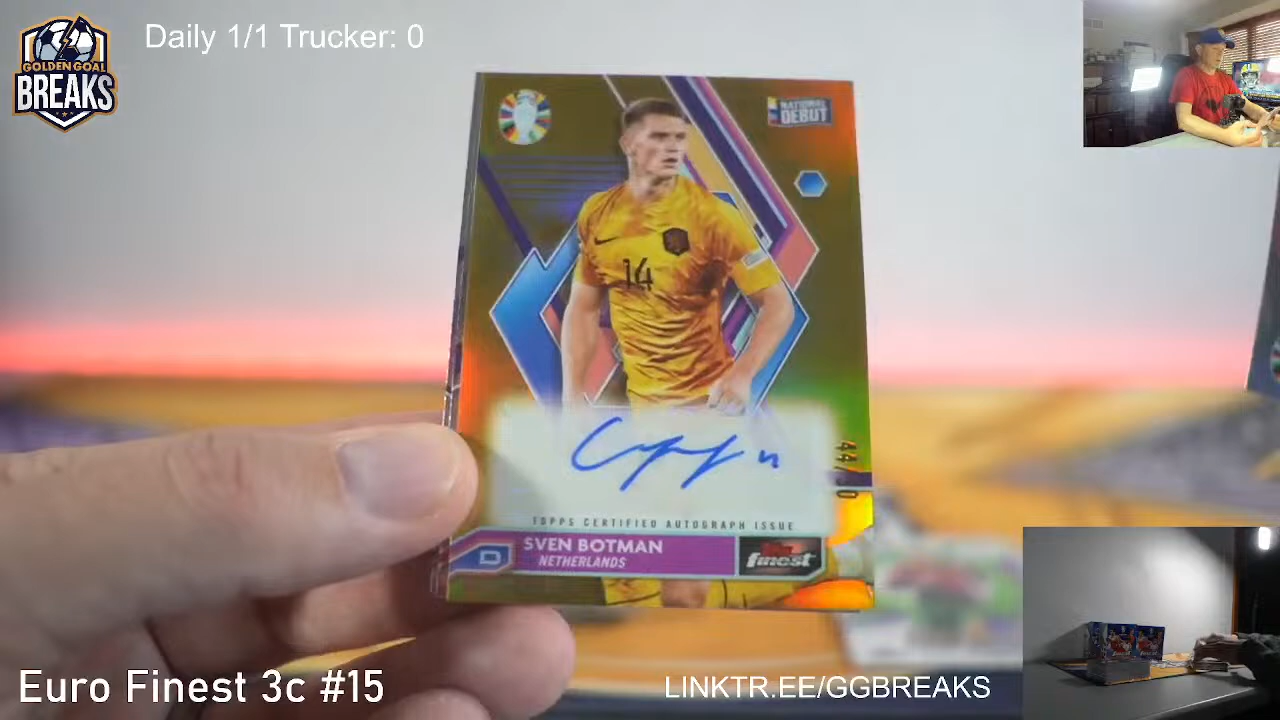 Daily 1/1 Trucker: 0
GOLDEN GOAL
BREAKS
NATIONAL
DEBUT
14
TOPPS CERTIFIED AUTOGRAPH ISSUE
SVEN BOTMAN
D
NETHERLANDS
finest
Euro Finest 3c #15
LINKTR.EE/GGBREAKS